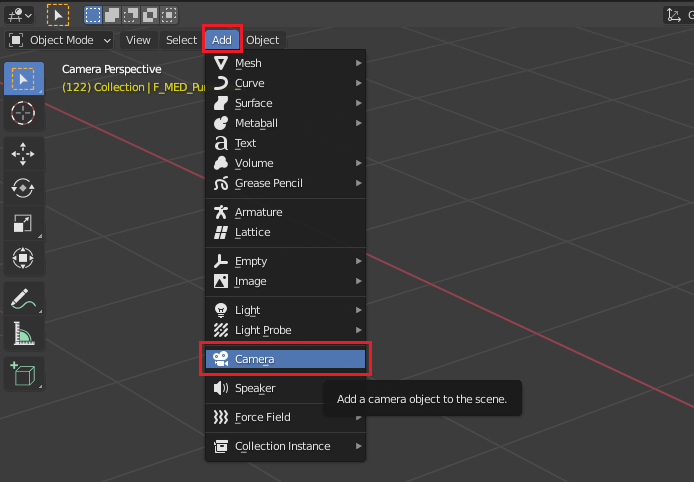 Object Mode View Select Add Object
Camera Perspective
(122) Collection | F_MED_Pu
Mesh
Curve
Surface
Metaball
Text
Volume
Grease Pencil
Armature
Lattice
Empty
Image
Light
Light Probe
Camera
Speaker
Add a camera object to the scene.
Force Field
Collection Instance